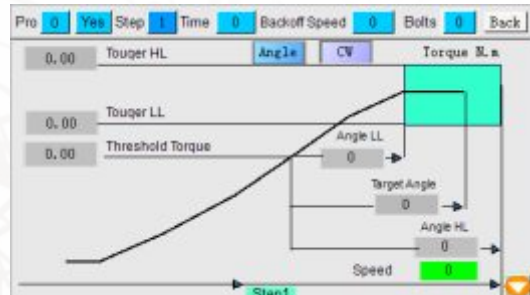 Pro 0 Yes Step 1 Time 0 Backoff Speed 0 Bolts 0 Back
0.00 Touger HL Angle CW Torque N.m
0.00 Touger LL
0.00 Threshold Torque
Angle LL
0
Target Angle
0
Angle HL
0
Speed 0
Step1